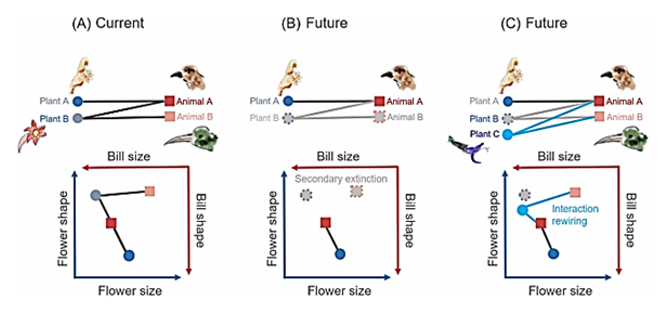 (A) Current
Plant A
Animal A
Plant B
Animal B
Bill size
Flower shape
Bill shape
Flower size
(B) Future
Plant A
Animal A
Plant B
Animal B
Bill size
Secondary extinction
Flower shape
Bill shape
Flower size
(C) Future
Plant A
Animal A
Plant B
Animal B
Plant C
Bill size
Flower shape
Interaction
rewiring
Bill shape
Flower size